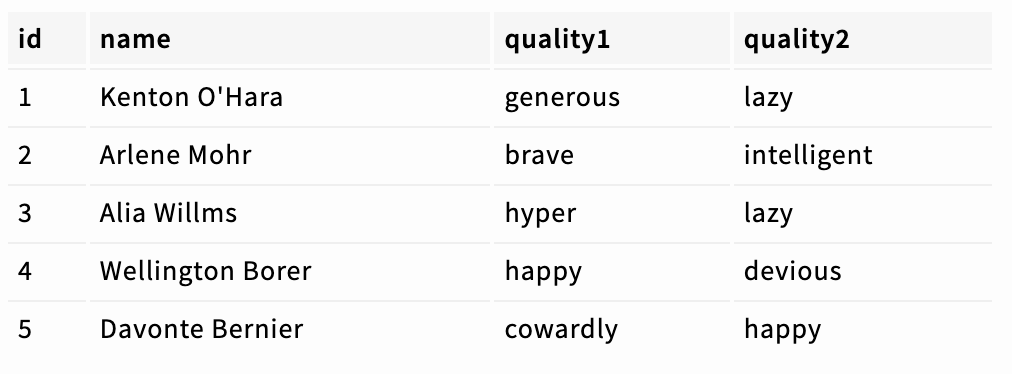 id name quality1 quality2
1 Kenton O'Hara generous lazy
2 Arlene Mohr brave intelligent
3 Alia Willms hyper lazy
4 Wellington Borer happy devious
5 Davonte Bernier cowardly happy